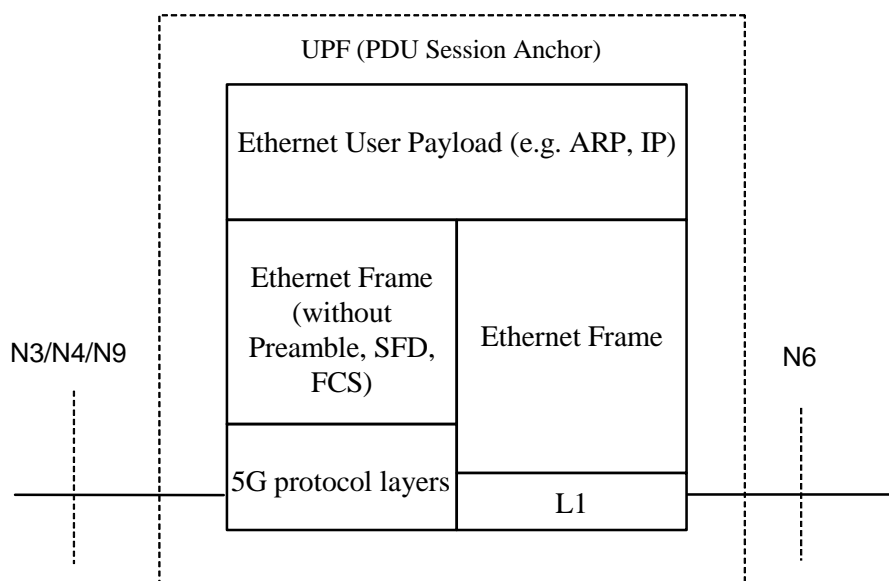 UPF (PDU Session Anchor)
Ethernet User Payload (e.g. ARP, IP)
Ethernet Frame
(without
Preamble, SFD,
FCS)
Ethernet Frame
N3/N4/N9
N6
5G protocol layers
L1